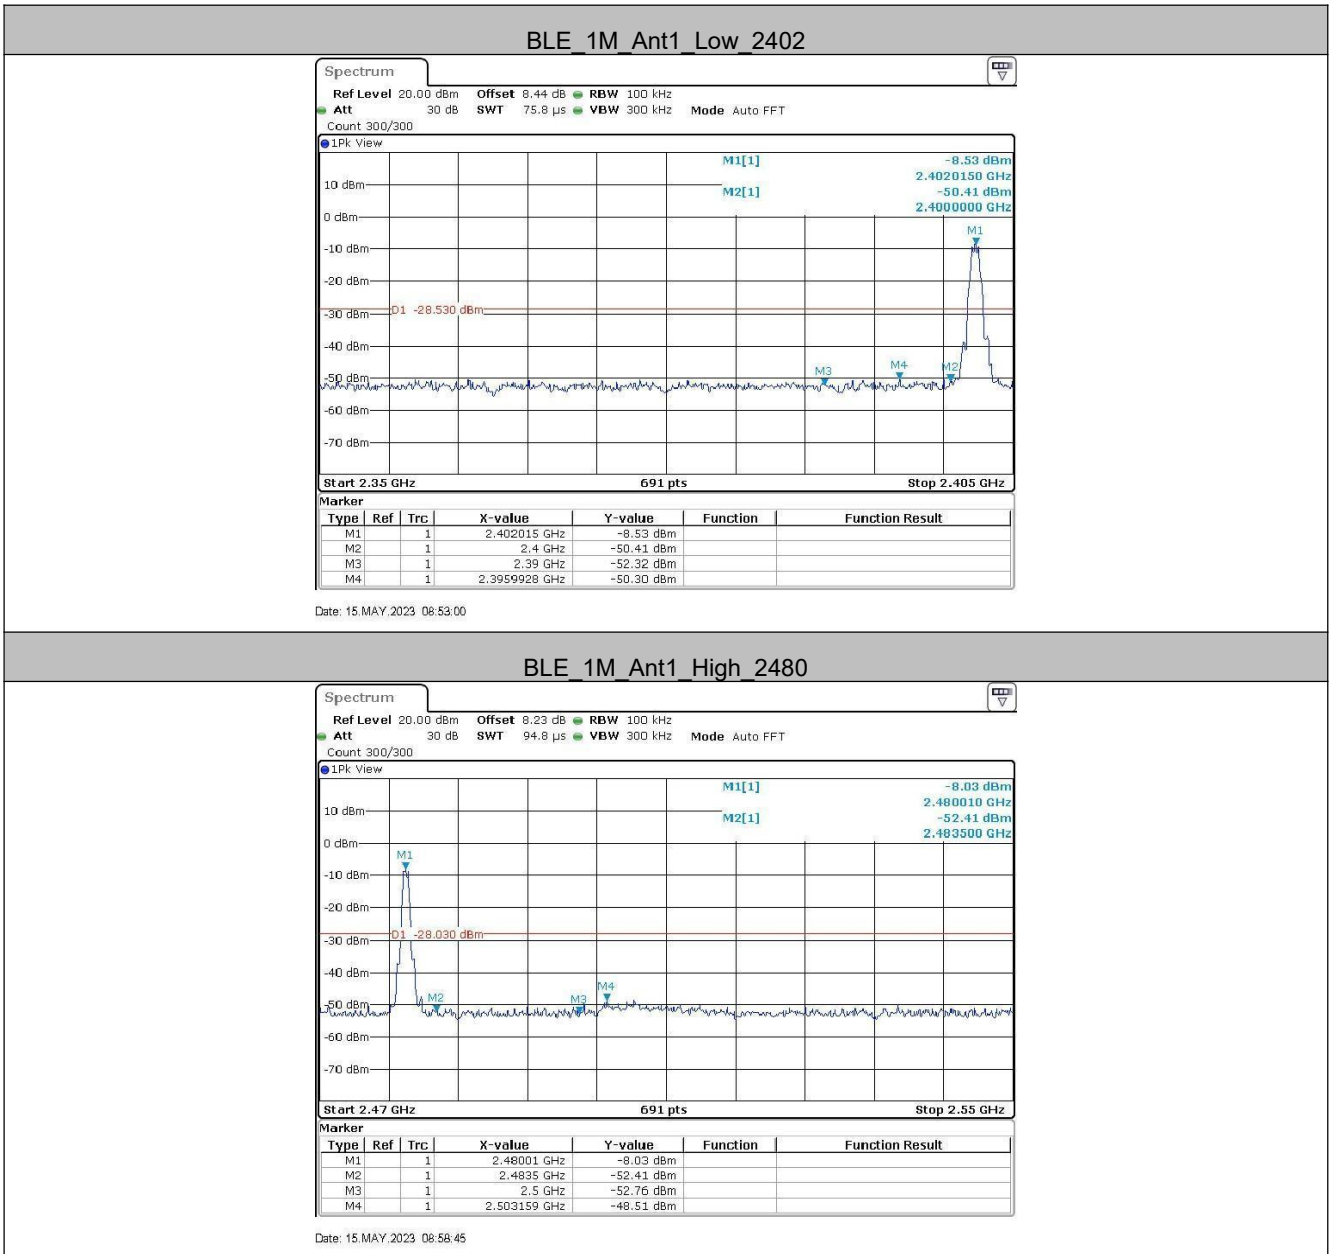 BLE_1M_Ant1_Low_2402
Spectrum
Ref Level 20.00 dBm Offset 8.44 dB RBW 100 kHz
Att 30 dB SWT 75.8 µs VBW 300 kHz Mode Auto FFT
Count 300/300
1Pk View
M1[1] -8.53 dBm
2.4020150 GHz
10 dBm
M2[1] -50.41 dBm
2.4000000 GHz
0 dBm
M1
-10 dBm
-20 dBm
D1 -28.530 dBm
-30 dBm
-40 dBm
M3 M4 M2
-50 dBm
-60 dBm
-70 dBm
Start 2.35 GHz 691 pts Stop 2.405 GHz
Marker
Type Ref Trc X-value Y-value Function Function Result
M1 1 2.402015 GHz -8.53 dBm
M2 1 2.4 GHz -50.41 dBm
M3 1 2.39 GHz -52.32 dBm
M4 1 2.3959928 GHz -50.30 dBm
Date: 15.MAY.2023 08:53:00
BLE_1M_Ant1_High_2480
Spectrum
Ref Level 20.00 dBm Offset 8.23 dB RBW 100 kHz
Att 30 dB SWT 94.8 µs VBW 300 kHz Mode Auto FFT
Count 300/300
1Pk View
M1[1] -8.03 dBm
2.480010 GHz
10 dBm
M2[1] -52.41 dBm
2.483500 GHz
0 dBm
M1
-10 dBm
-20 dBm
D1 -28.030 dBm
-30 dBm
-40 dBm
M2 M3 M4
-50 dBm
-60 dBm
-70 dBm
Start 2.47 GHz 691 pts Stop 2.55 GHz
Marker
Type Ref Trc X-value Y-value Function Function Result
M1 1 2.48001 GHz -8.03 dBm
M2 1 2.4835 GHz -52.41 dBm
M3 1 2.5 GHz -52.76 dBm
M4 1 2.503159 GHz -48.51 dBm
Date: 15.MAY.2023 08:58:45